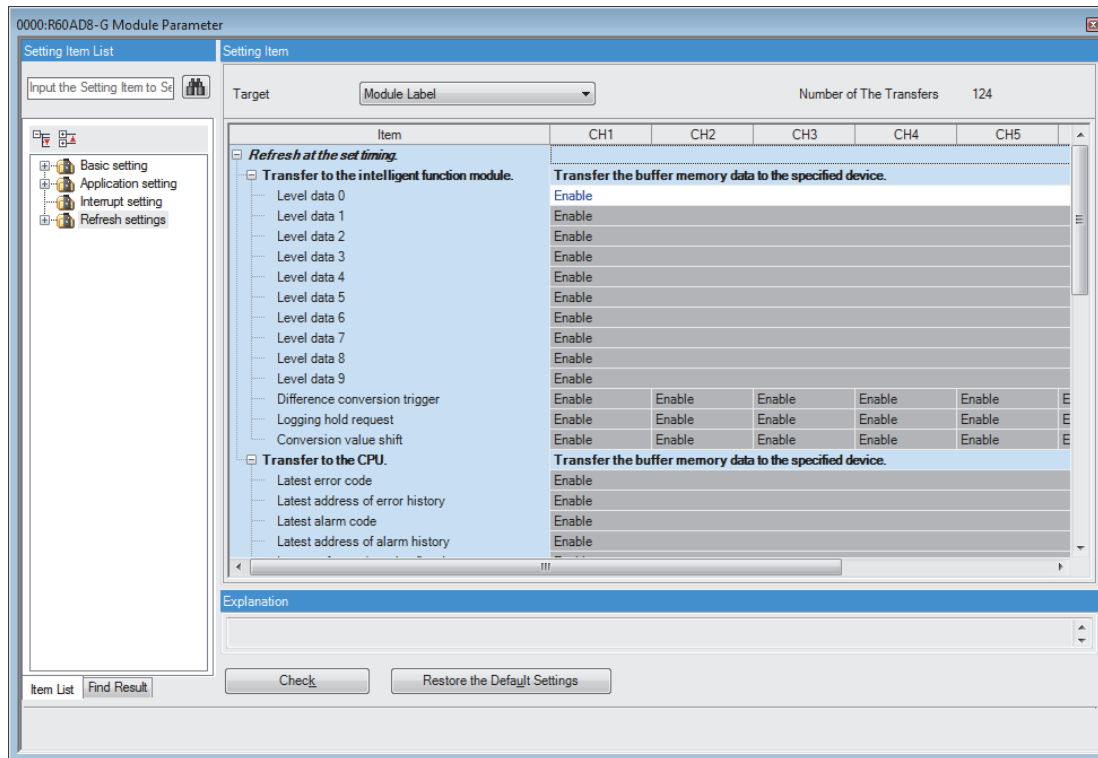 0000:R60AD8-G Module Parameter
Setting Item List
Setting Item
Input the Setting Item to Se
Target
Module Label
Number of The Transfers 124
Item CH1 CH2 CH3 CH4 CH5
Refresh at the set timing.
Transfer to the intelligent function module. Transfer the buffer memory data to the specified device.
Level data 0 Enable
Level data 1 Enable
Level data 2 Enable
Level data 3 Enable
Level data 4 Enable
Level data 5 Enable
Level data 6 Enable
Level data 7 Enable
Level data 8 Enable
Level data 9 Enable
Difference conversion trigger Enable Enable Enable Enable Enable E
Logging hold request Enable Enable Enable Enable Enable E
Conversion value shift Enable Enable Enable Enable Enable E
Transfer to the CPU. Transfer the buffer memory data to the specified device.
Latest error code Enable
Latest address of error history Enable
Latest alarm code Enable
Latest address of alarm history Enable
Basic setting
Application setting
Interrupt setting
Refresh settings
Item List Find Result
Explanation
Check Restore the Default Settings